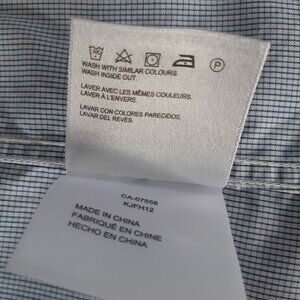 WASH WITH SIMILAR COLOURS.
WASH INSIDE OUT.
LAVER AVEC LES MÊMES COULEURS.
LAVER À L'ENVERS.
LAVAR CON COLORES PARECIDOS.
LAVAR DEL REVÉS.
CA-07558
KJFH12
MADE IN CHINA
FABRIQUÉ EN CHINE
HECHO EN CHINA